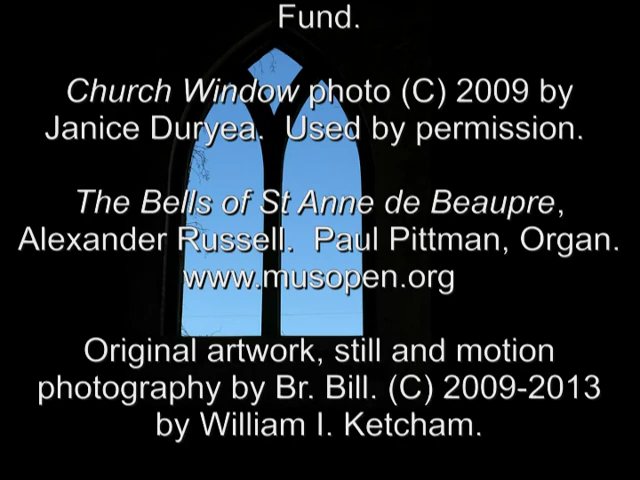 Fund.
Church Window photo (C) 2009 by
Janice Duryea.  Used by permission.
The Bells of St Anne de Beaupre,
Alexander Russell.  Paul Pittman, Organ.
www.musopen.org
Original artwork, still and motion
photography by Br. Bill. (C) 2009-2013
by William I. Ketcham.